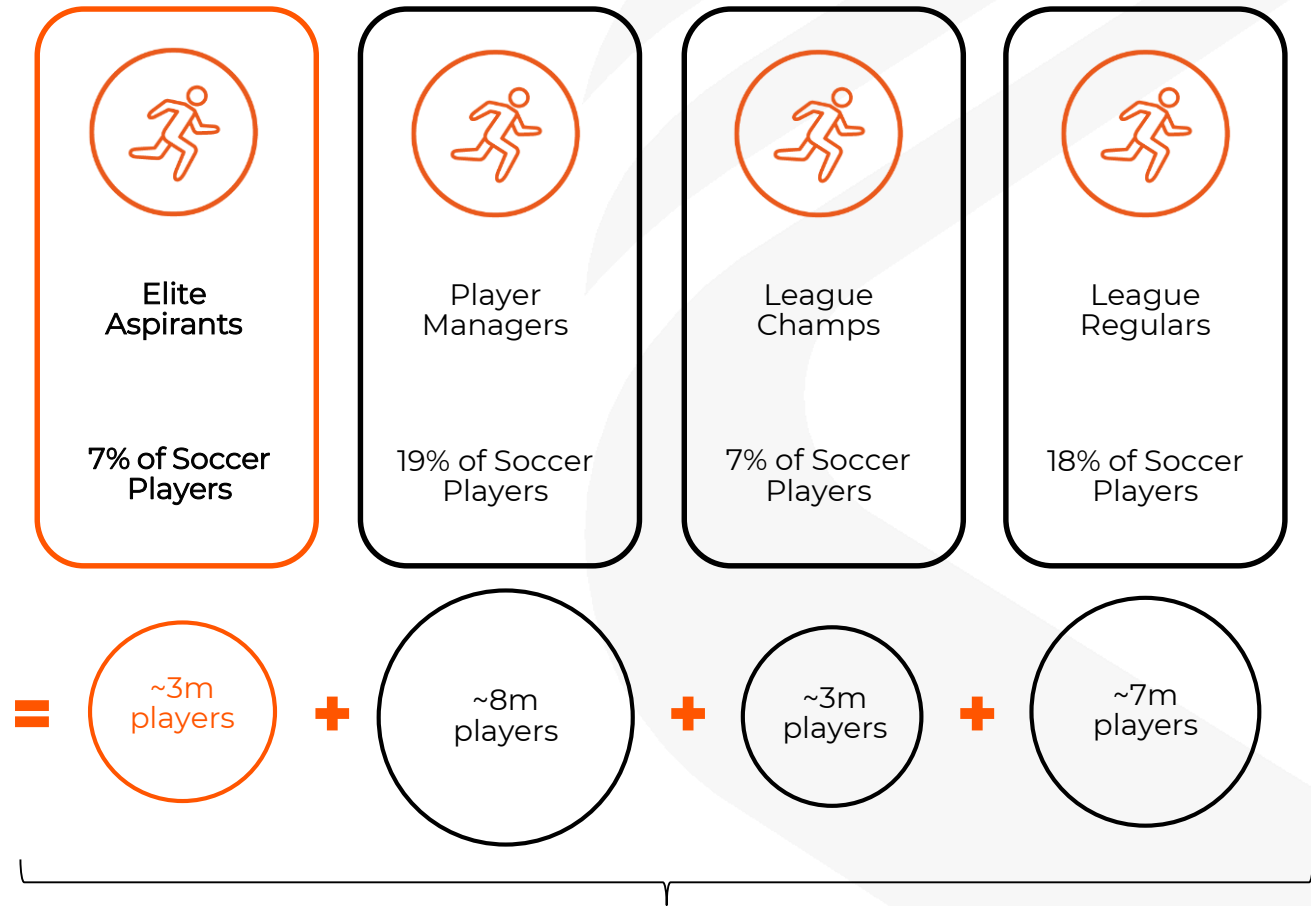 Elite
Aspirants
7% of Soccer
Players
Player
Managers
19% of Soccer
Players
League
Champs
7% of Soccer
Players
League
Regulars
18% of Soccer
Players
=
~3m
players
+
~8m
players
+
~3m
players
+
~7m
players